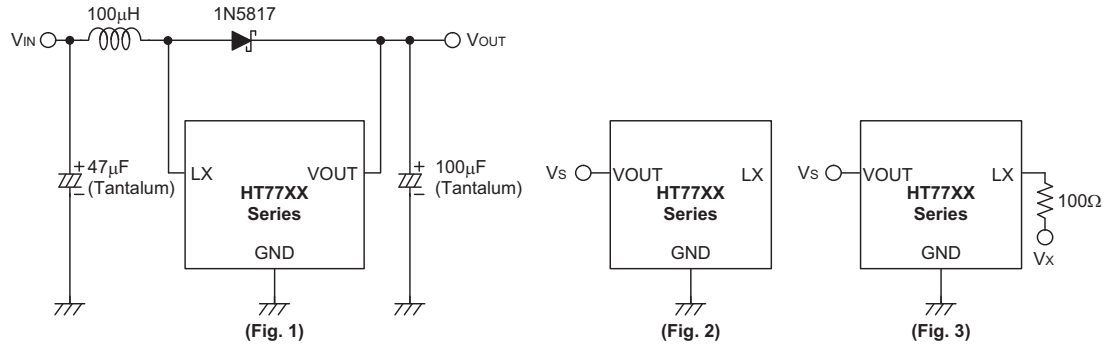 100μH
1N5817
VIN
VOUT
+
47μF
(Tantalum)
LX
VOUT
HT77XX
Series
GND
+
100μF
(Tantalum)
(Fig. 1)
VS
VOUT
LX
HT77XX
Series
GND
(Fig. 2)
VS
VOUT
LX
HT77XX
Series
GND
100Ω
VX
(Fig. 3)